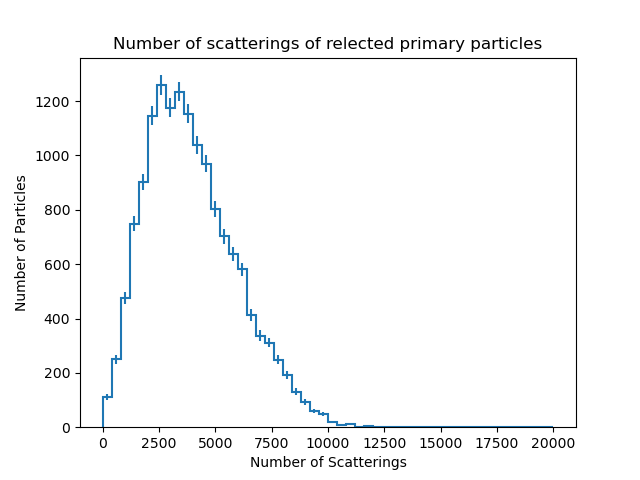 Number of scatterings of relected primary particles
1200
1000
800
600
400
200
0
Number of Particles
0 2500 5000 7500 10000 12500 15000 17500 20000
Number of Scatterings